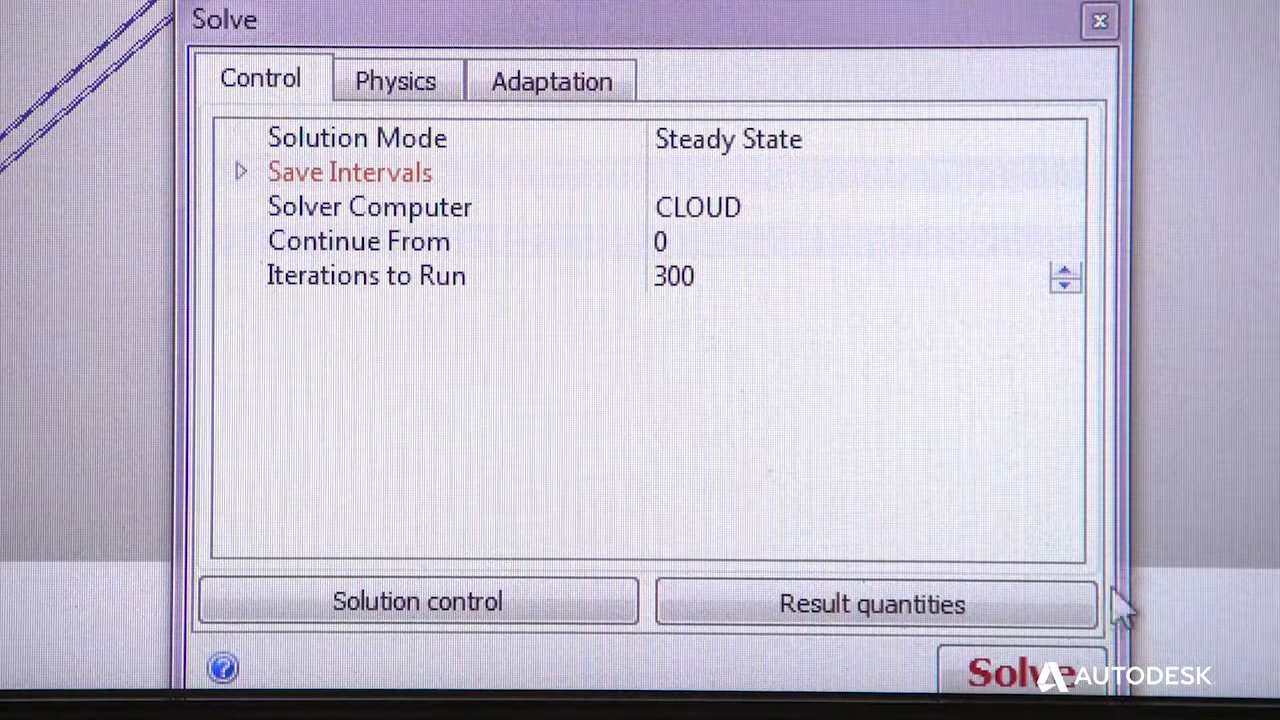 Solve
Control Physics Adaptation
Solution Mode Steady State
Save Intervals
Solver Computer CLOUD
Continue From 0
Iterations to Run 300
Solution control Result quantities
?
Solve
AUTODESK